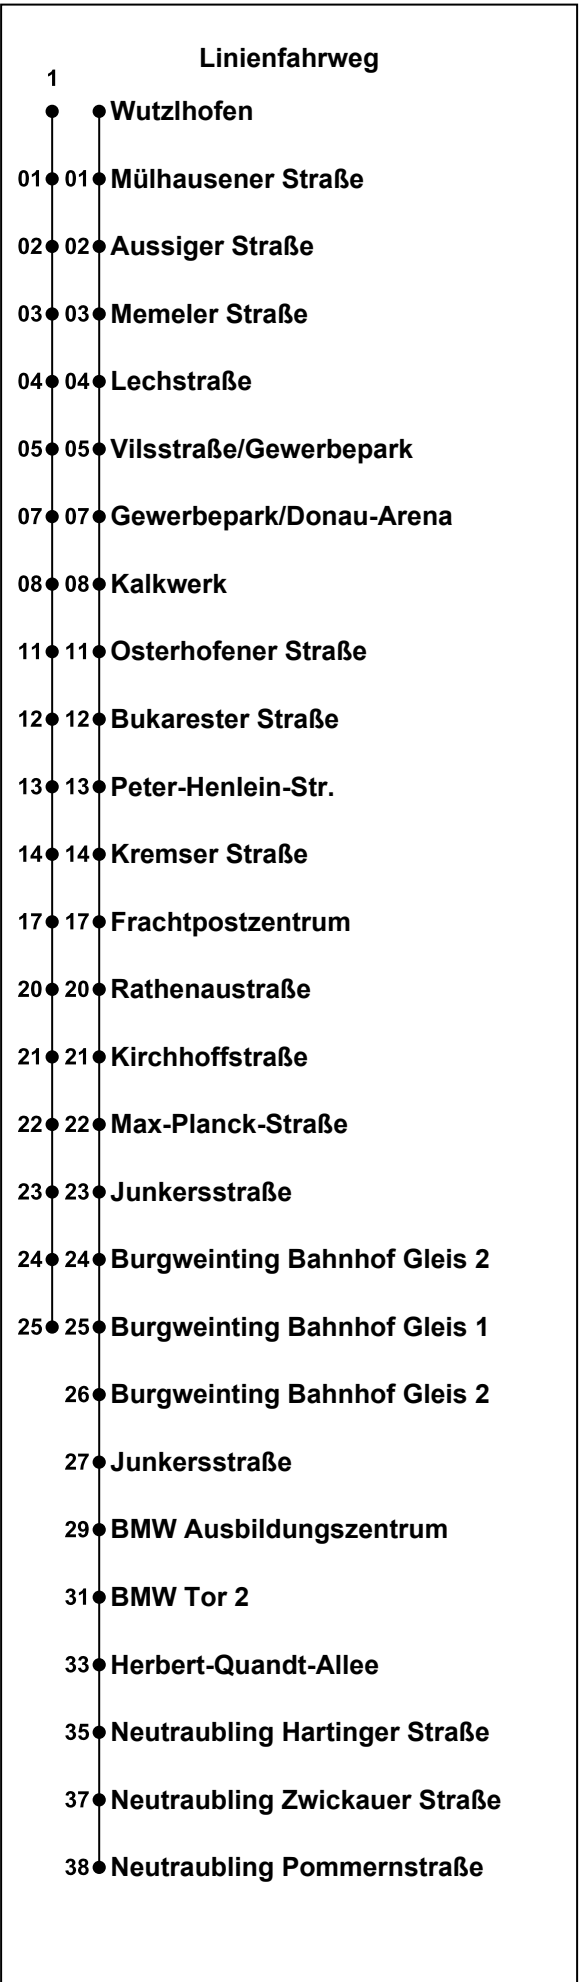 Linienfahrweg
1
Wutzlhofen
01 01 Mülhausener Straße
02 02 Aussiger Straße
03 03 Memeler Straße
04 04 Lechstraße
05 05 Vilsstraße/Gewerbepark
07 07 Gewerbepark/Donau-Arena
08 08 Kalkwerk
11 11 Osterhofener Straße
12 12 Bukarester Straße
13 13 Peter-Henlein-Str.
14 14 Kremser Straße
17 17 Frachtpostzentrum
20 20 Rathenaustraße
21 21 Kirchhoffstraße
22 22 Max-Planck-Straße
23 23 Junkersstraße
24 24 Burgweinting Bahnhof Gleis 2
25 25 Burgweinting Bahnhof Gleis 1
26 Burgweinting Bahnhof Gleis 2
27 Junkersstraße
29 BMW Ausbildungszentrum
31 BMW Tor 2
33 Herbert-Quandt-Allee
35 Neutraubling Hartinger Straße
37 Neutraubling Zwickauer Straße
38 Neutraubling Pommernstraße